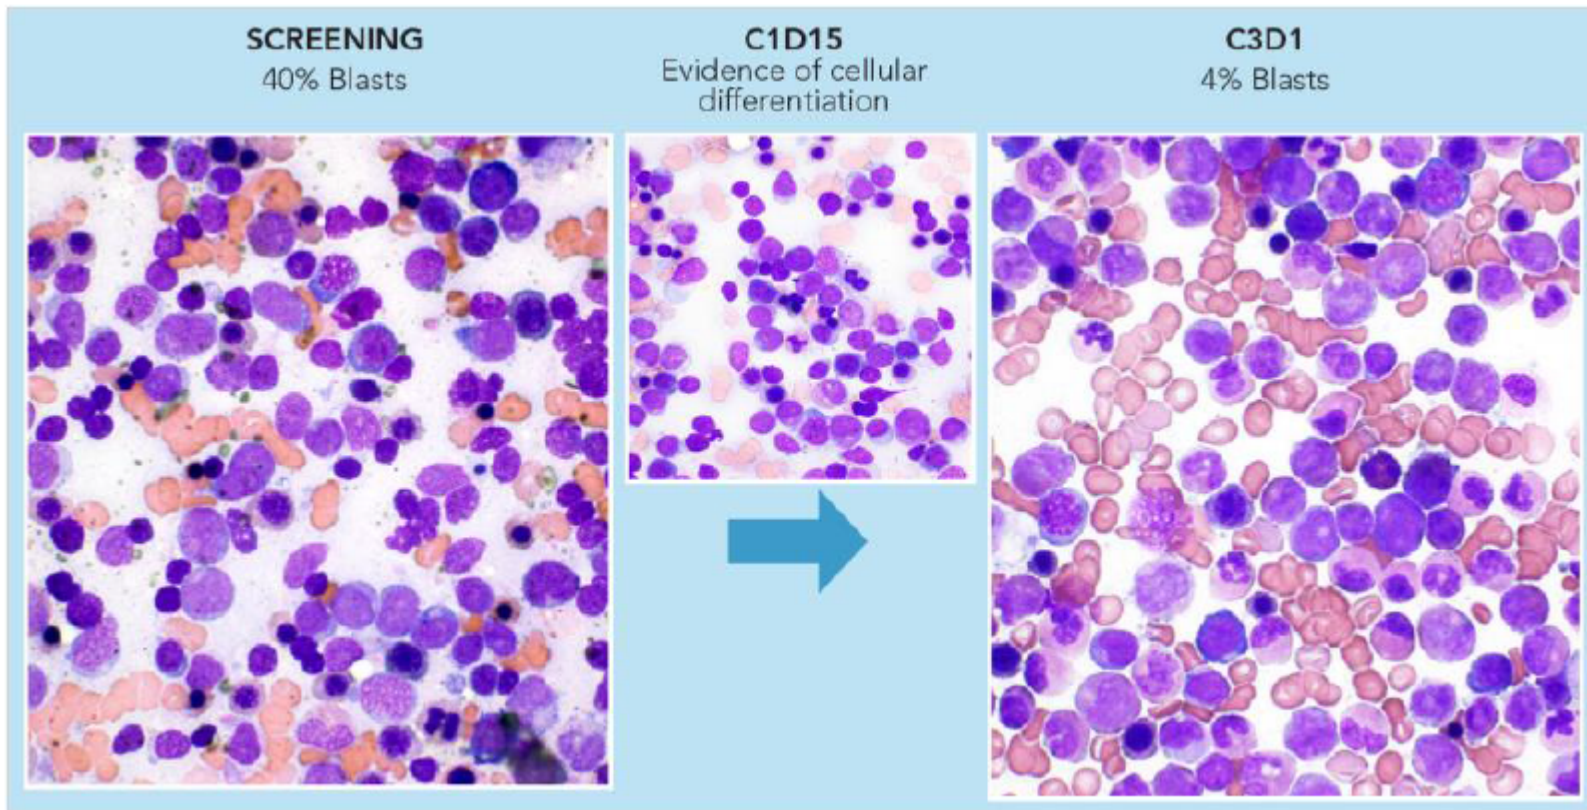 SCREENING
40% Blasts
C1D15
Evidence of cellular
differentiation
C3D1
4% Blasts